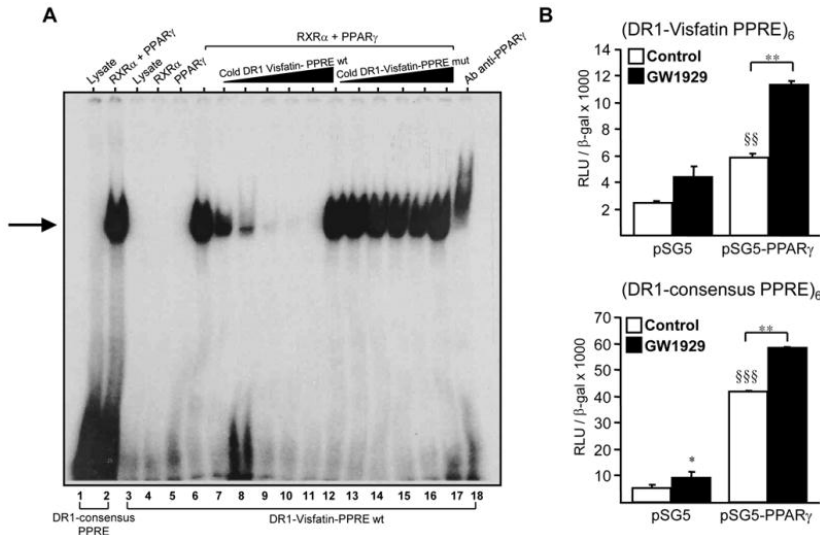 A
RXRα + PPARγ
Lysate
RXRα + PPARγ
Lysate
RXRα
PPARγ
Cold DR1 Visfatin- PPRE wt
Cold DR1-Visfatin-PPRE mut
Ab anti-PPARγ
1 2 3 4 5 6 7 8 9 10 11 12 13 14 15 16 17 18
DR1-consensus
PPRE
DR1-Visfatin-PPRE wt
B
(DR1-Visfatin PPRE)6
Control
GW1929
RLU / β-gal x 1000
14
12
10
8
6
4
2
§§
**
pSG5
pSG5-PPARγ
(DR1-consensus PPRE)6
Control
GW1929
RLU / β-gal x 1000
70
60
50
40
30
20
10
*
§§§
**
pSG5
pSG5-PPARγ